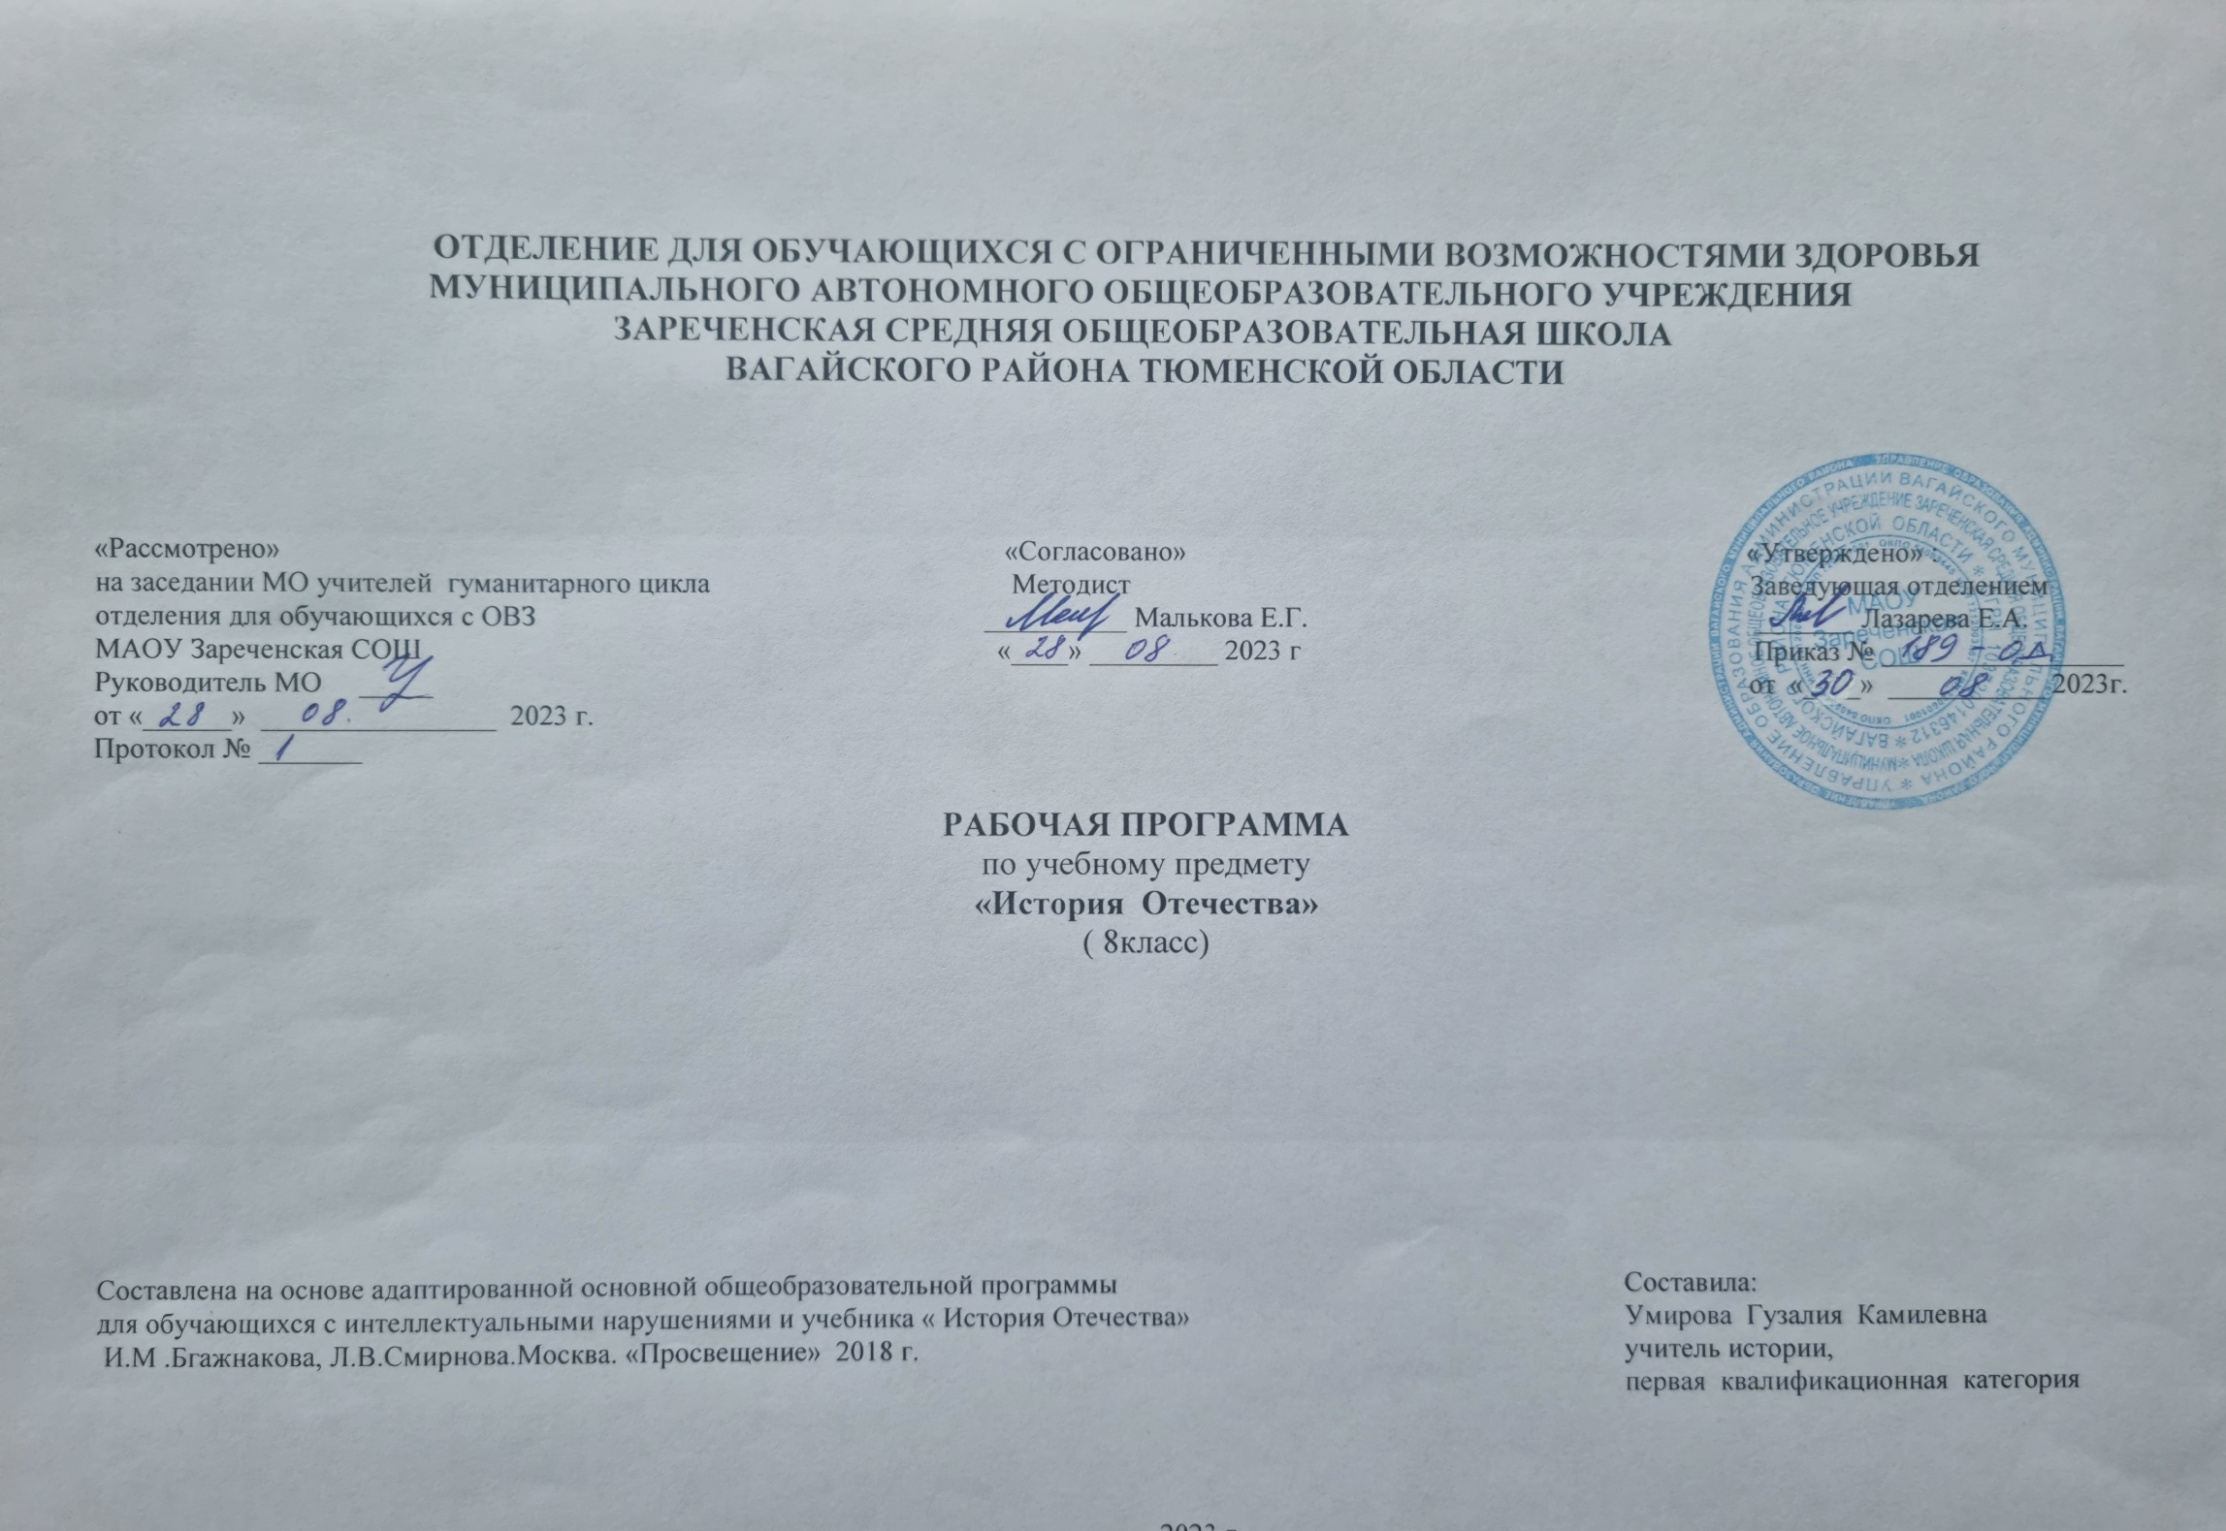 ОТДЕЛЕНИЕ ДЛЯ ОБУЧАЮЩИХСЯ С ОГРАНИЧЕННЫМИ ВОЗМОЖНОСТЯМИ ЗДОРОВЬЯ
МУНИЦИПАЛЬНОГО АВТОНОМНОГО ОБЩЕОБРАЗОВАТЕЛЬНОГО УЧРЕЖДЕНИЯ
ЗАРЕЧЕНСКАЯ СРЕДНЯЯ ОБЩЕОБРАЗОВАТЕЛЬНАЯ ШКОЛА
ВАГАЙСКОГО РАЙОНА ТЮМЕНСКОЙ ОБЛАСТИ
«Рассмотрено»
на заседании МО учителей гуманитарного цикла
отделения для обучающихся с ОВЗ
МАОУ Зареченская СОШ
Руководитель МО
от « 28 » 08. 2023 г.
Протокол № 1
«Согласовано»
Методист
Малькова Е.Г.
« 28 » 08 2023 г
«Утверждено» :
Заведующая отделением
Лазарева Е.А.
Приказ № 189 - ОД
от « 30 » 08 2023г.
МАОУ
Зареченская
СОШ
РАБОЧАЯ ПРОГРАММА
по учебному предмету
«История Отечества»
( 8класс)
Составлена на основе адаптированной основной общеобразовательной программы
для обучающихся с интеллектуальными нарушениями и учебника « История Отечества»
И.М .Бгажнакова, Л.В.Смирнова.Москва. «Просвещение» 2018 г.
Составила:
Умирова Гузалия Камилевна
учитель истории,
первая квалификационная категория